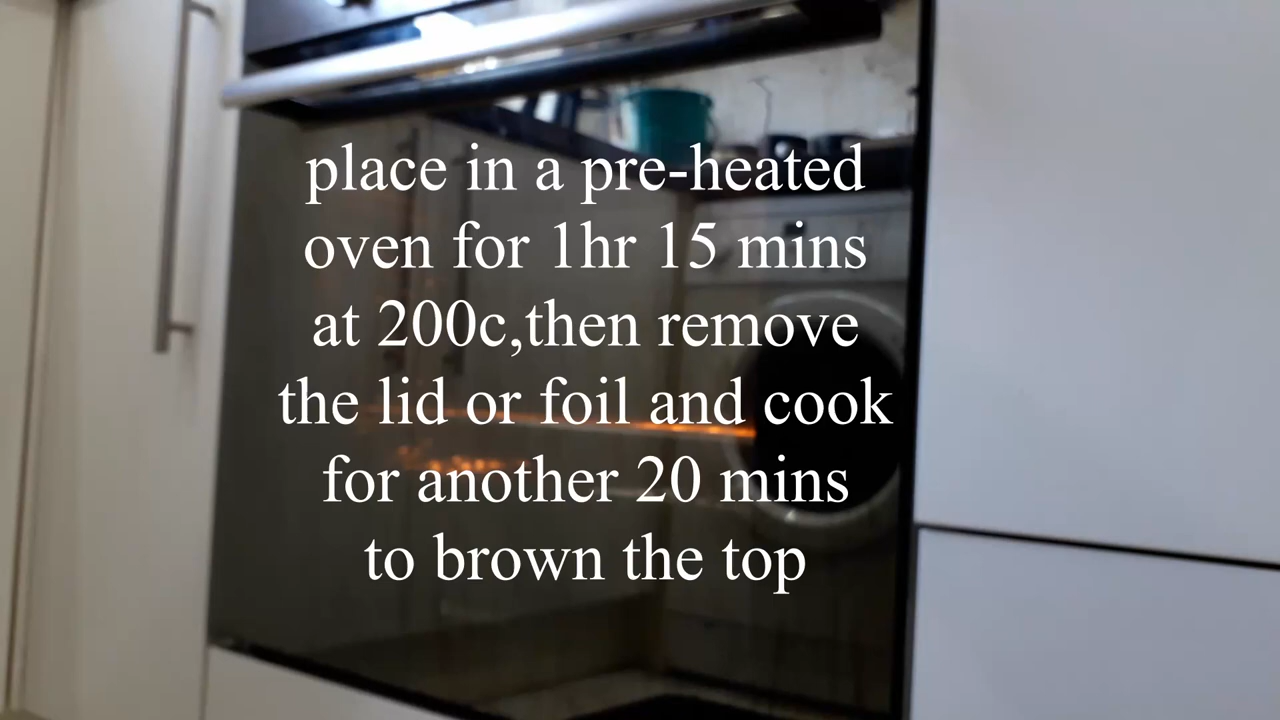 place in a pre-heated
oven for 1hr 15 mins
at 200c,then remove
the lid or foil and cook
for another 20 mins
to brown the top